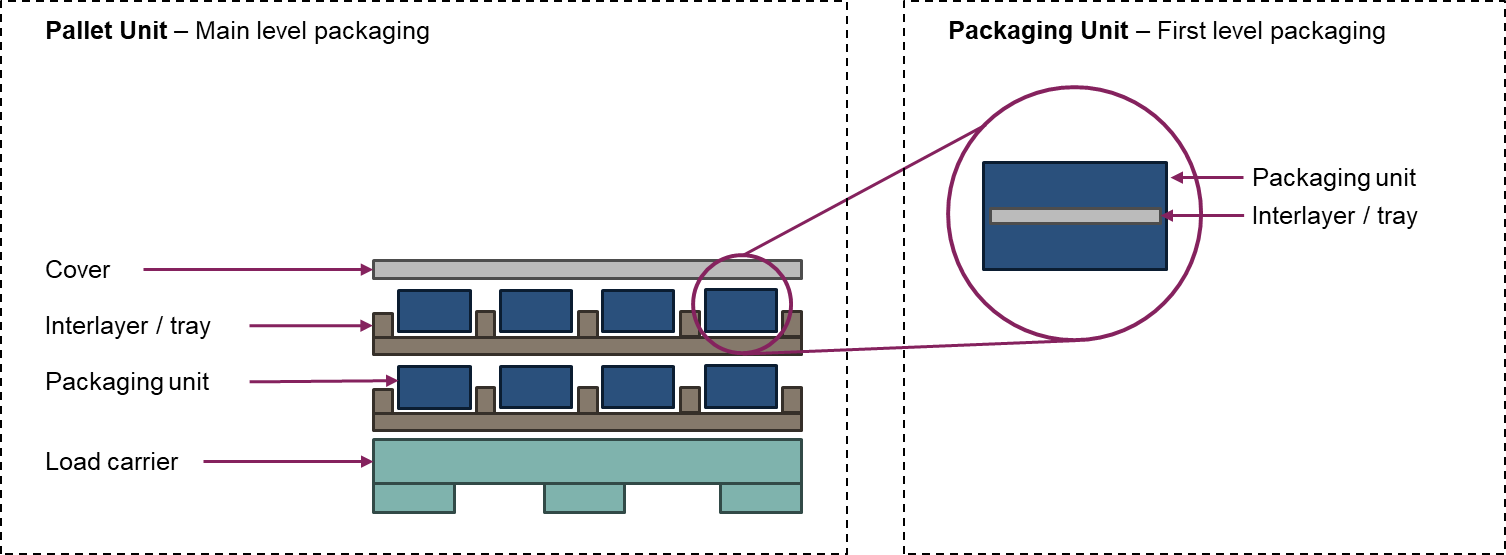 Pallet Unit – Main level packaging
Cover
Interlayer / tray
Packaging unit
Load carrier
Packaging Unit – First level packaging
Packaging unit
Interlayer / tray